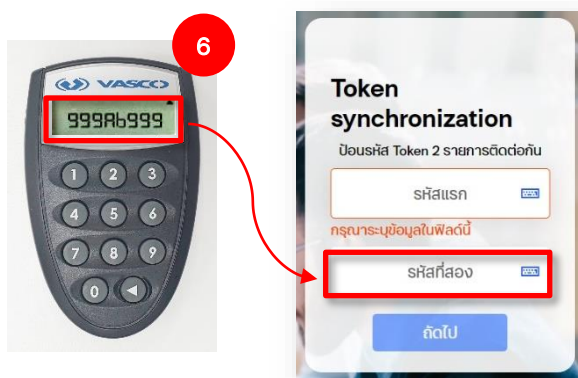 6
VASCO
999Ab999
1 2 3
4 5 6
7 8 9
0
Token
synchronization
ป้อนรหัส Token 2 รายการติดต่อกัน
รหัสแรก
กรุณาระบุข้อมูลในฟิลด์นี้
รหัสที่สอง
ถัดไป